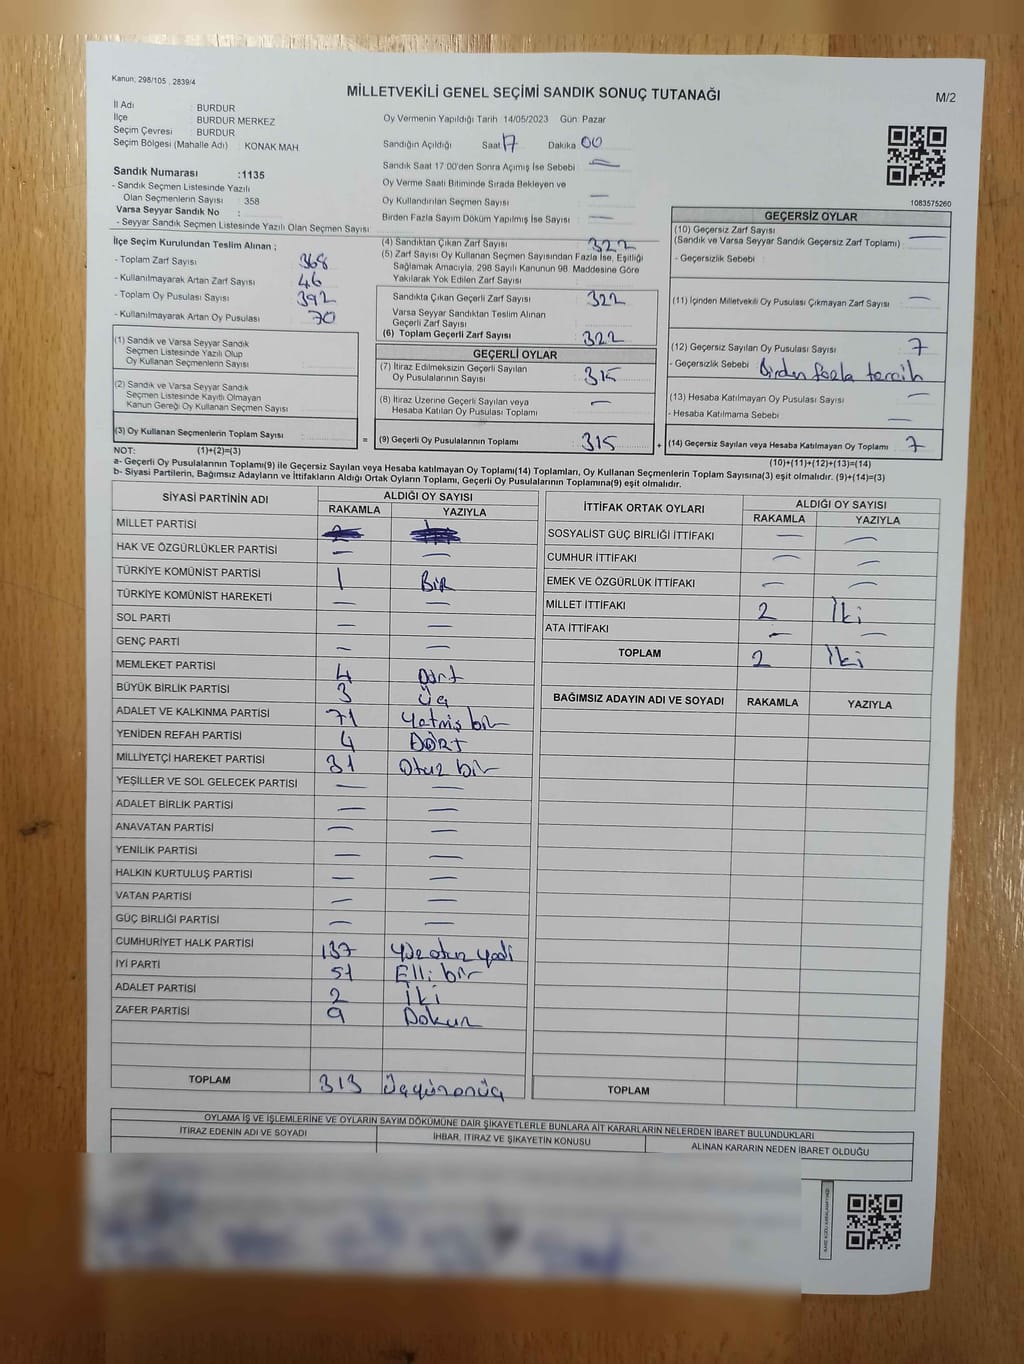 Kanun; 298/105 , 2839/4
MİLLETVEKİLİ GENEL SEÇİMİ SANDIK SONUÇ TUTANAĞI
M/2
İl Adı : BURDUR
İlçe : BURDUR MERKEZ
Seçim Çevresi : BURDUR
Seçim Bölgesi (Mahalle Adı) : KONAK MAH
Oy Vermenin Yapıldığı Tarih 14/05/2023 Gün: Pazar
Sandığın Açıldığı Saat 17 Dakika 00
Sandık Saat 17:00'den Sonra Açımış İse Sebebi —
Oy Verme Saati Bitiminde Sırada Bekleyen ve
Oy Kullandırılan Seçmen Sayısı —
Birden Fazla Sayım Döküm Yapılmış İse Sayısı —
Sandık Numarası : 1135
- Sandık Seçmen Listesinde Yazılı
Olan Seçmenlerin Sayısı : 358
Varsa Seyyar Sandık No :
- Seyyar Sandık Seçmen Listesinde Yazılı Olan Seçmen Sayısı
1083575260
İlçe Seçim Kurulundan Teslim Alınan ;
- Toplam Zarf Sayısı 368
- Kullanılmayarak Artan Zarf Sayısı 46
- Toplam Oy Pusulası Sayısı 392
- Kullanılmayarak Artan Oy Pusulası 70
(4) Sandıktan Çıkan Zarf Sayısı 322
(5) Zarf Sayısı Oy Kullanan Seçmen Sayısından Fazla İse, Eşitliği
Sağlamak Amacıyla, 298 Sayılı Kanunun 98. Maddesine Göre
Yakılarak Yok Edilen Zarf Sayısı
Sandıkta Çıkan Geçerli Zarf Sayısı 322
Varsa Seyyar Sandıktan Teslim Alınan
Geçerli Zarf Sayısı
(6) Toplam Geçerli Zarf Sayısı 322
GEÇERSİZ OYLAR
(10) Geçersiz Zarf Sayısı —
(Sandık ve Varsa Seyyar Sandık Geçersiz Zarf Toplamı)
- Geçersizlik Sebebi
(11) İçinden Milletvekili Oy Pusulası Çıkmayan Zarf Sayısı —
(12) Geçersiz Sayılan Oy Pusulası Sayısı 7
- Geçersizlik Sebebi Birden fazla tercih
(13) Hesaba Katılmayan Oy Pusulası Sayısı —
- Hesaba Katılmama Sebebi —
(14) Geçersiz Sayılan veya Hesaba Katılmayan Oy Toplamı 7
(10)+(11)+(12)+(13)=(14)
(1) Sandık ve Varsa Seyyar Sandık
Seçmen Listesinde Yazılı Olup
Oy Kullanan Seçmenlerin Sayısı
(2) Sandık ve Varsa Seyyar Sandık
Seçmen Listesinde Kayıtlı Olmayan
Kanun Gereği Oy Kullanan Seçmen Sayısı
(3) Oy Kullanan Seçmenlerin Toplam Sayısı
(1)+(2)=(3)
GEÇERLİ OYLAR
(7) İtiraz Edilmeksizin Geçerli Sayılan
Oy Pusulalarının Sayısı 315
(8) İtiraz Üzerine Geçerli Sayılan veya
Hesaba Katılan Oy Pusulası Toplamı —
= (9) Geçerli Oy Pusulalarının Toplamı 315 +
NOT:
a- Geçerli Oy Pusulalarının Toplamı(9) ile Geçersiz Sayılan veya Hesaba katılmayan Oy Toplamı(14) Toplamları, Oy Kullanan Seçmenlerin Toplam Sayısına(3) eşit olmalıdır. (9)+(14)=(3)
b- Siyasi Partilerin, Bağımsız Adayların ve İttifakların Aldığı Ortak Oyların Toplamı, Geçerli Oy Pusulalarının Toplamına(9) eşit olmalıdır.
SİYASİ PARTİNİN ADI ALDIĞI OY SAYISI
RAKAMLA YAZIYLA
MİLLET PARTİSİ
HAK VE ÖZGÜRLÜKLER PARTİSİ — —
TÜRKİYE KOMÜNİST PARTİSİ 1 BİR
TÜRKİYE KOMÜNİST HAREKETİ — —
SOL PARTİ — —
GENÇ PARTİ — —
MEMLEKET PARTİSİ 4 Dört
BÜYÜK BİRLİK PARTİSİ 3 Üç
ADALET VE KALKINMA PARTİSİ 71 Yetmiş bir
YENİDEN REFAH PARTİSİ 4 DÖRT
MİLLİYETÇİ HAREKET PARTİSİ 31 Otuz bir
YEŞİLLER VE SOL GELECEK PARTİSİ — —
ADALET BİRLİK PARTİSİ — —
ANAVATAN PARTİSİ — —
YENİLİK PARTİSİ — —
HALKIN KURTULUŞ PARTİSİ — —
VATAN PARTİSİ — —
GÜÇ BİRLİĞİ PARTİSİ — —
CUMHURİYET HALK PARTİSİ 137 Yüz otuz yedi
İYİ PARTİ 51 Elli bir
ADALET PARTİSİ 2 İki
ZAFER PARTİSİ 9 Dokuz
TOPLAM 313 Üçyüzonüç
İTTİFAK ORTAK OYLARI ALDIĞI OY SAYISI
RAKAMLA YAZIYLA
SOSYALİST GÜÇ BİRLİĞİ İTTİFAKI — —
CUMHUR İTTİFAKI — —
EMEK VE ÖZGÜRLÜK İTTİFAKI — —
MİLLET İTTİFAKI 2 İki
ATA İTTİFAKI — —
TOPLAM 2 İki
BAĞIMSIZ ADAYIN ADI VE SOYADI RAKAMLA YAZIYLA
TOPLAM
OYLAMA İŞ VE İŞLEMLERİNE VE OYLARIN SAYIM DÖKÜMÜNE DAİR ŞİKAYETLERLE BUNLARA AİT KARARLARIN NELERDEN İBARET BULUNDUKLARI
İTİRAZ EDENİN ADI VE SOYADI İHBAR, İTİRAZ VE ŞİKAYETİN KONUSU ALINAN KARARIN NEDEN İBARET OLDUĞU